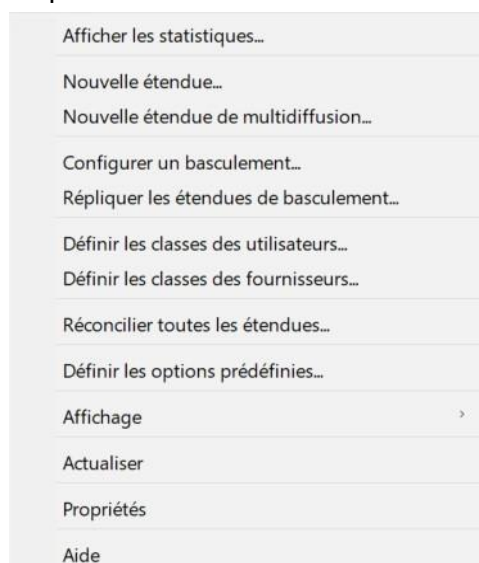 Afficher les statistiques...
Nouvelle étendue...
Nouvelle étendue de multidiffusion...
Configurer un basculement...
Répliquer les étendues de basculement...
Définir les classes des utilisateurs...
Définir les classes des fournisseurs...
Réconcilier toutes les étendues...
Définir les options prédéfinies...
Affichage
Actualiser
Propriétés
Aide